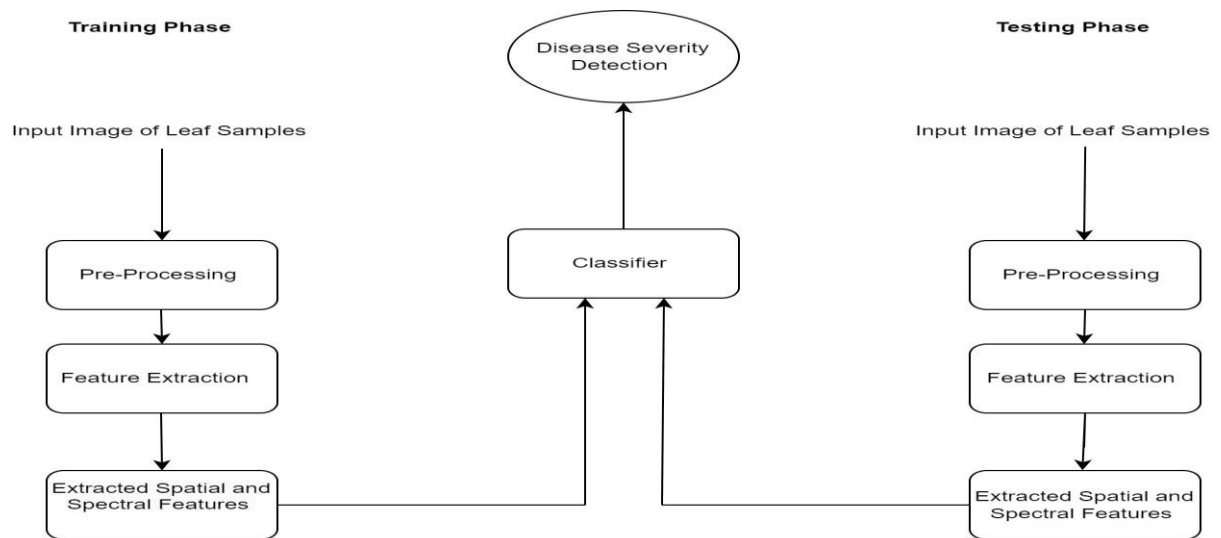 Training Phase
Input Image of Leaf Samples
Pre-Processing
Feature Extraction
Extracted Spatial and
Spectral Features
Disease Severity
Detection
Classifier
Testing Phase
Input Image of Leaf Samples
Pre-Processing
Feature Extraction
Extracted Spatial and
Spectral Features